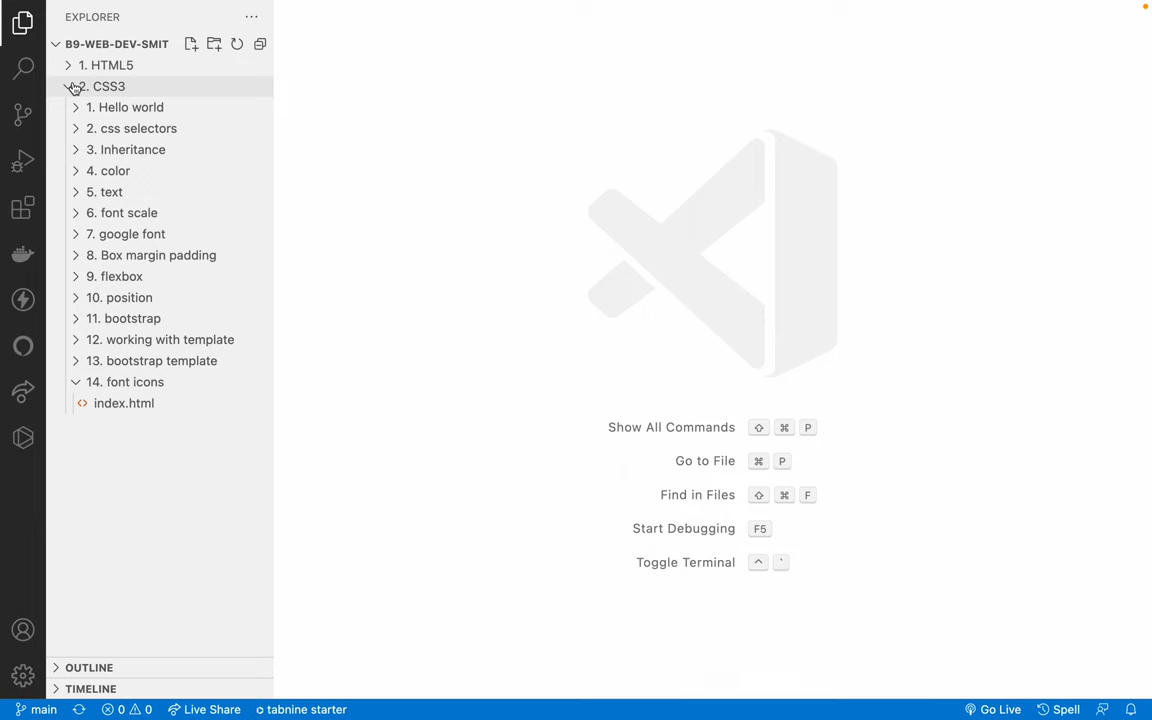 EXPLORER
B9-WEB-DEV-SMIT
1. HTML5
2. CSS3
1. Hello world
2. css selectors
3. Inheritance
4. color
5. text
6. font scale
7. google font
8. Box margin padding
9. flexbox
10. position
11. bootstrap
12. working with template
13. bootstrap template
14. font icons
index.html
OUTLINE
TIMELINE
Show All Commands ⇧ ⌘ P
Go to File ⌘ P
Find in Files ⇧ ⌘ F
Start Debugging F5
Toggle Terminal ^ `
main 0 0 Live Share tabnine starter Go Live Spell